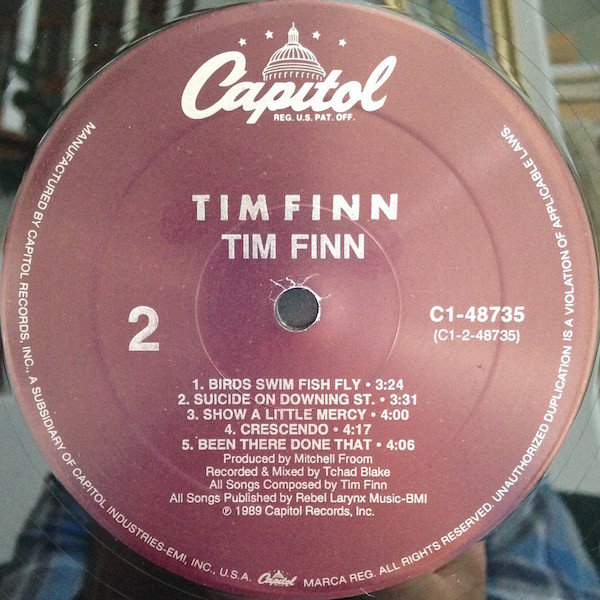 Capitol
REG. U.S. PAT. OFF.
TIM FINN
TIM FINN
2
C1-48735
(C1-2-48735)
1. BIRDS SWIM FISH FLY • 3:24
2. SUICIDE ON DOWNING ST. • 3:31
3. SHOW A LITTLE MERCY • 4:00
4. CRESCENDO • 4:17
5. BEEN THERE DONE THAT • 4:06
Produced by Mitchell Froom
Recorded & Mixed by Tchad Blake
All Songs Composed by Tim Finn
All Songs Published by Rebel Larynx Music-BMI
℗ 1989 Capitol Records, Inc.
MANUFACTURED BY CAPITOL RECORDS, INC., A SUBSIDIARY OF CAPITOL INDUSTRIES-EMI, INC., U.S.A. Capitol MARCA REG. ALL RIGHTS RESERVED. UNAUTHORIZED DUPLICATION IS A VIOLATION OF APPLICABLE LAWS.